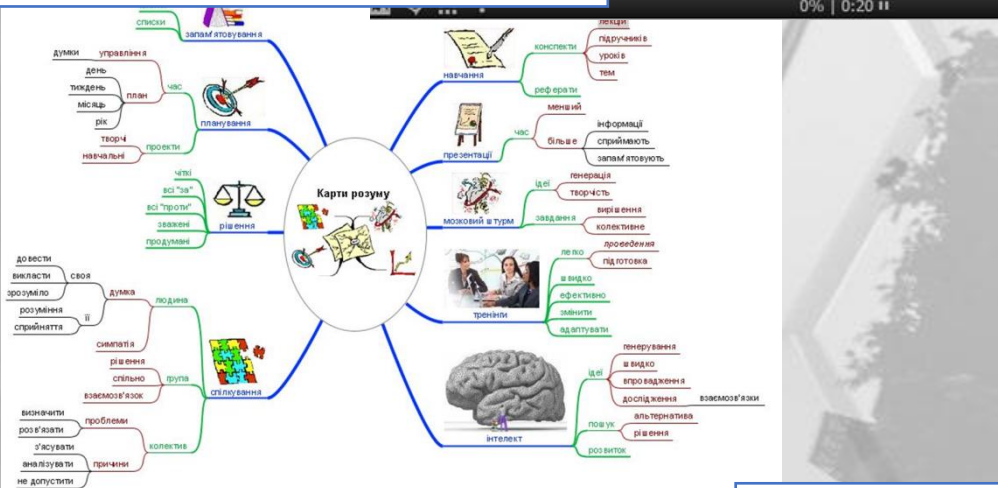 0% | 0:20
Карти розуму
запам'ятовування
списки
планування
час
управління
думки
план
день
тиждень
місяць
рік
проекти
творчі
навчальні
рішення
чіткі
всі "за"
всі "проти"
зважені
продумані
спілкування
людина
думка
своя
довести
викласти
зрозуміло
її
розуміння
сприйняття
симпатія
група
рішення
спільно
взаємозв'язок
колектив
проблеми
визначити
розв'язати
причини
з'ясувати
аналізувати
не допустити
навчання
конспекти
лекцій
підручників
уроків
тем
реферати
презентації
час
менший
більше
інформації
сприймають
запам'ятовують
мозковий штурм
ідеї
генерація
творчість
завдання
вирішення
колективне
тренінги
легко
проведення
підготовка
швидко
ефективно
змінити
адаптувати
інтелект
ідеї
генерування
швидко
впровадження
дослідження
взаємозв'язки
пошук
альтернатива
рішення
розвиток